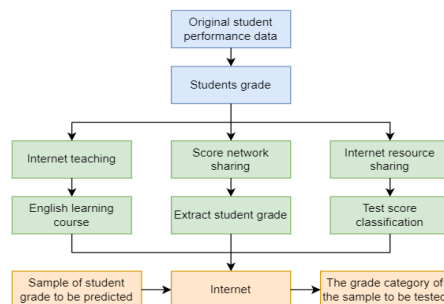 Original student
performance data
Students grade
Internet teaching
Score network
sharing
Internet resource
sharing
English learning
course
Extract student grade
Test score
classification
Sample of student
grade to be predicted
Internet
The grade category of
the sample to be tested